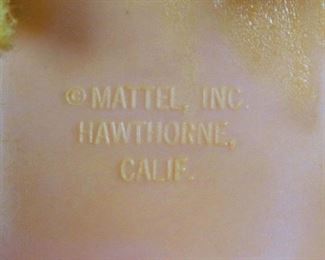 © MATTEL, INC.
HAWTHORNE,
CALIF.